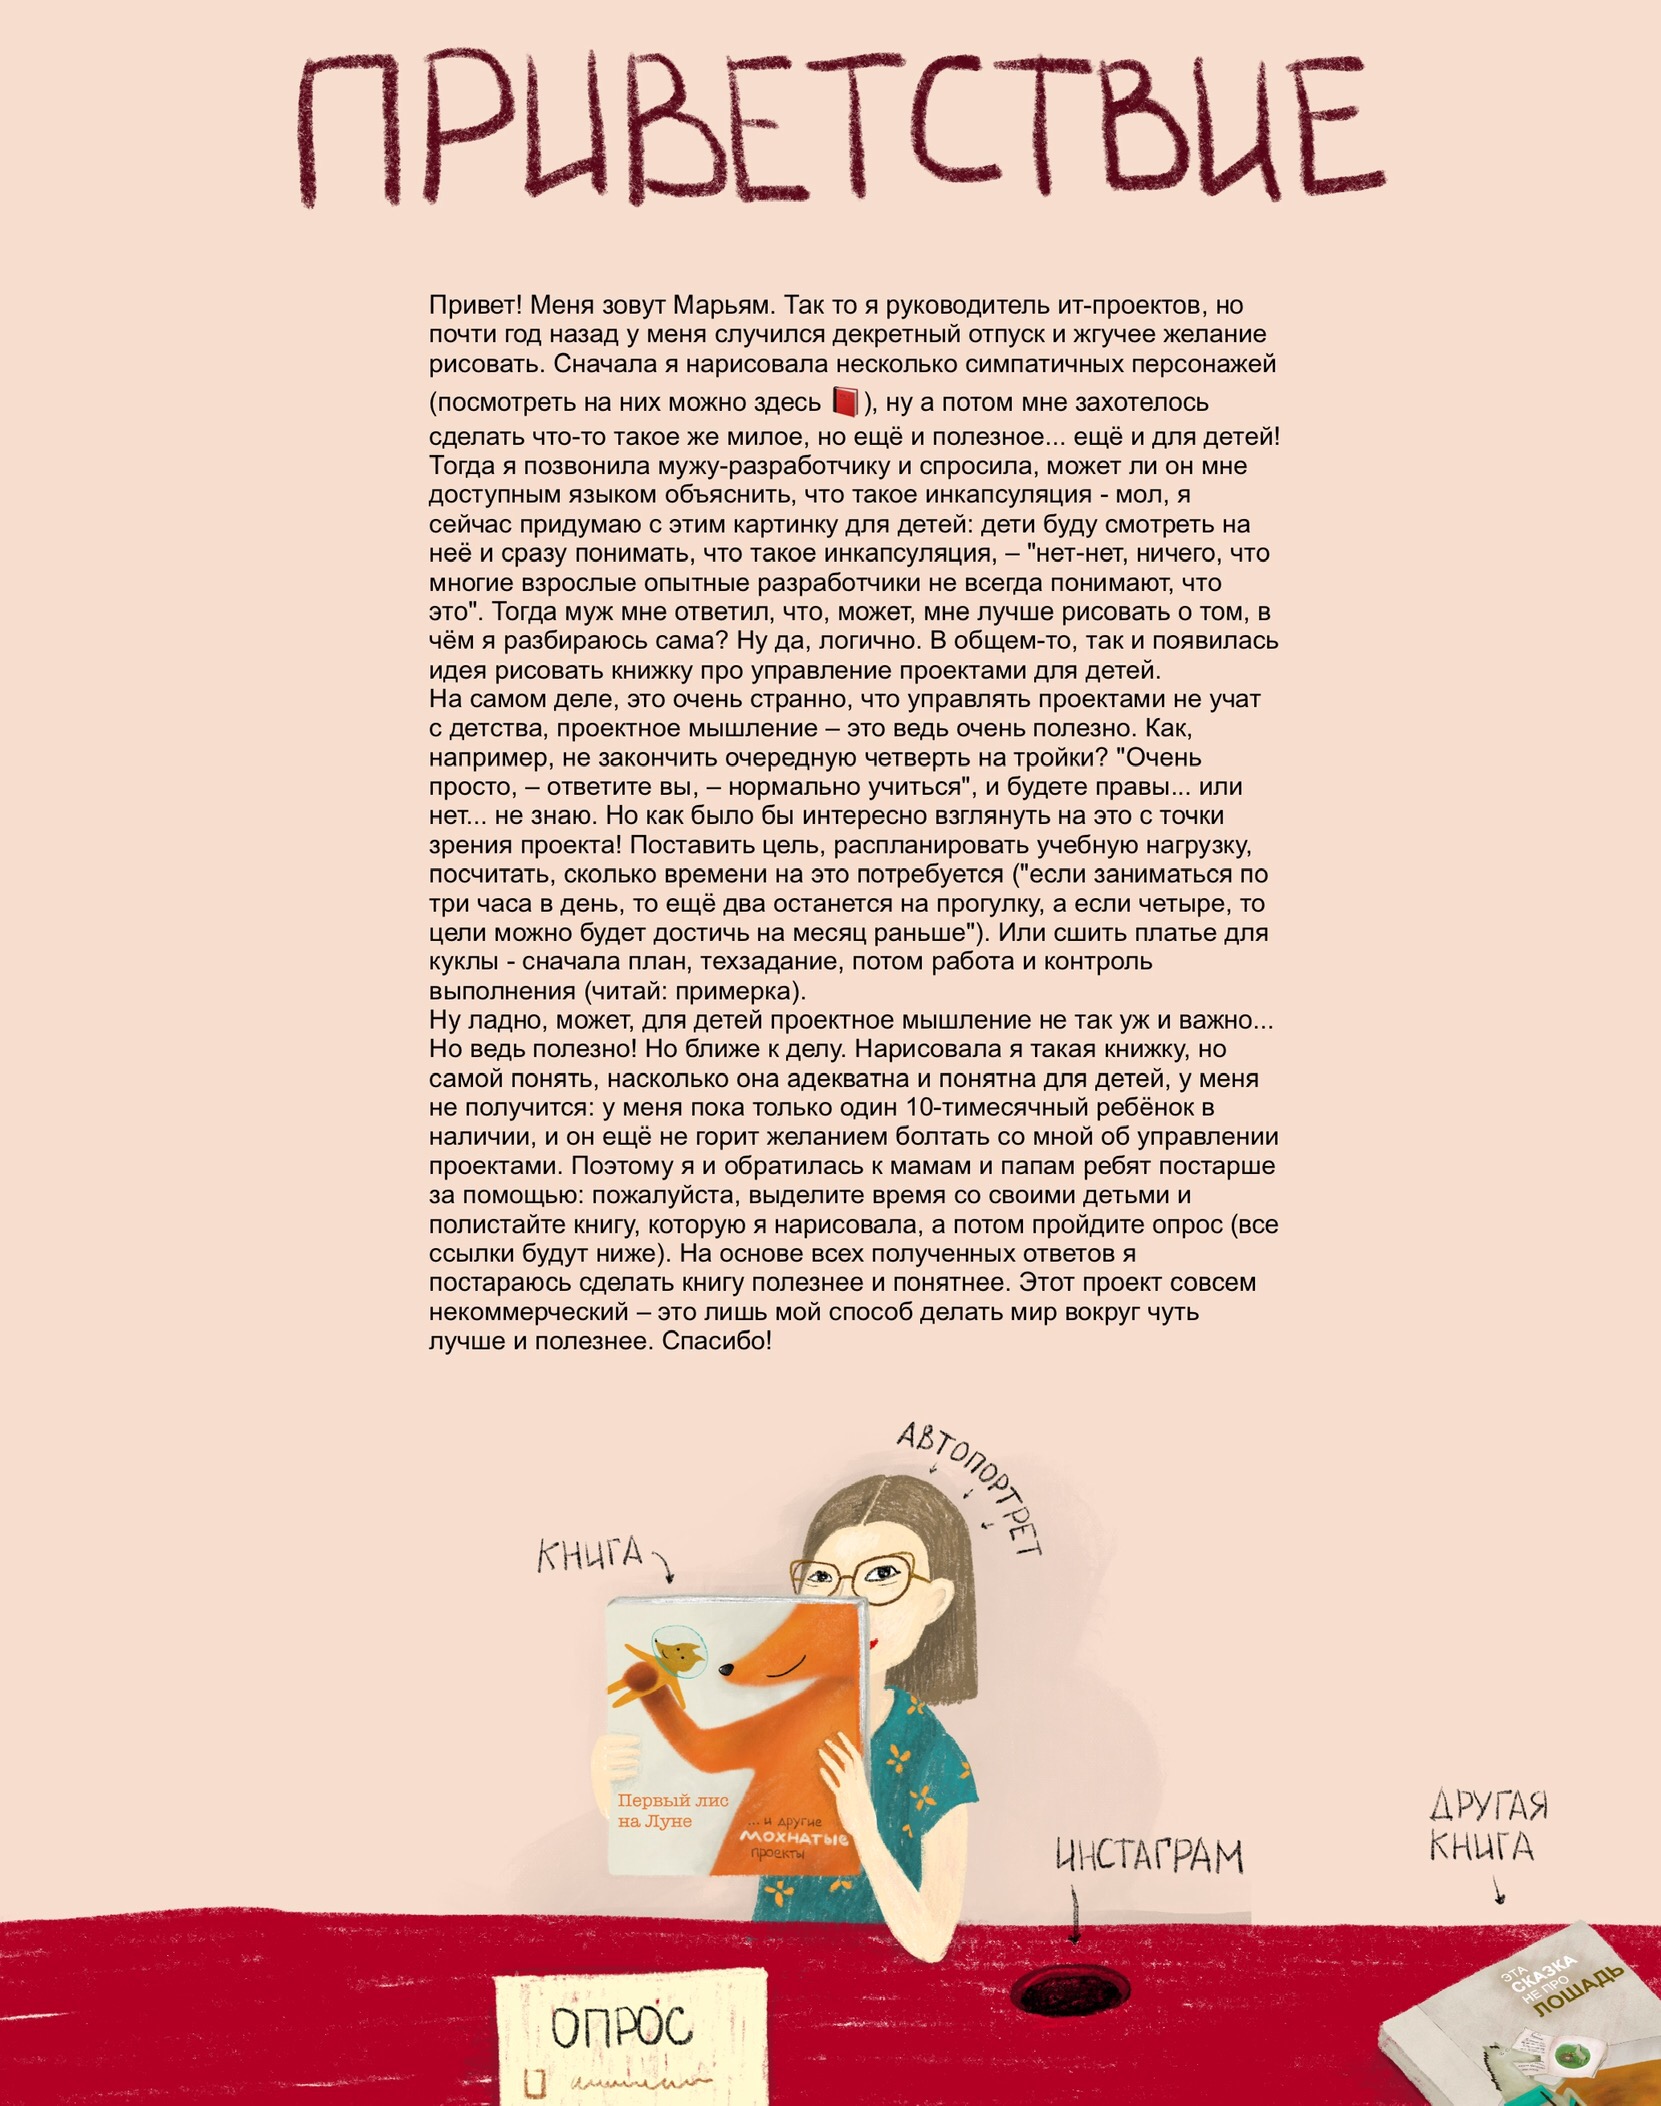 ПРИВЕТСТВИЕ
Привет! Меня зовут Марьям. Так то я руководитель ит-проектов, но
почти год назад у меня случился декретный отпуск и жгучее желание
рисовать. Сначала я нарисовала несколько симпатичных персонажей
(посмотреть на них можно здесь 📕), ну а потом мне захотелось
сделать что-то такое же милое, но ещё и полезное... ещё и для детей!
Тогда я позвонила мужу-разработчику и спросила, может ли он мне
доступным языком объяснить, что такое инкапсуляция - мол, я
сейчас придумаю с этим картинку для детей: дети буду смотреть на
неё и сразу понимать, что такое инкапсуляция, – "нет-нет, ничего, что
многие взрослые опытные разработчики не всегда понимают, что
это". Тогда муж мне ответил, что, может, мне лучше рисовать о том, в
чём я разбираюсь сама? Ну да, логично. В общем-то, так и появилась
идея рисовать книжку про управление проектами для детей.
На самом деле, это очень странно, что управлять проектами не учат
с детства, проектное мышление – это ведь очень полезно. Как,
например, не закончить очередную четверть на тройки? "Очень
просто, – ответите вы, – нормально учиться", и будете правы... или
нет... не знаю. Но как было бы интересно взглянуть на это с точки
зрения проекта! Поставить цель, распланировать учебную нагрузку,
посчитать, сколько времени на это потребуется ("если заниматься по
три часа в день, то ещё два останется на прогулку, а если четыре, то
цели можно будет достичь на месяц раньше"). Или сшить платье для
куклы - сначала план, техзадание, потом работа и контроль
выполнения (читай: примерка).
Ну ладно, может, для детей проектное мышление не так уж и важно...
Но ведь полезно! Но ближе к делу. Нарисовала я такая книжку, но
самой понять, насколько она адекватна и понятна для детей, у меня
не получится: у меня пока только один 10-тимесячный ребёнок в
наличии, и он ещё не горит желанием болтать со мной об управлении
проектами. Поэтому я и обратилась к мамам и папам ребят постарше
за помощью: пожалуйста, выделите время со своими детьми и
полистайте книгу, которую я нарисовала, а потом пройдите опрос (все
ссылки будут ниже). На основе всех полученных ответов я
постараюсь сделать книгу полезнее и понятнее. Этот проект совсем
некоммерческий – это лишь мой способ делать мир вокруг чуть
лучше и полезнее. Спасибо!
АВТОПОРТРЕТ
КНИГА
Первый лис
на Луне
... и другие
МОХНАТЫЕ
проекты
ИНСТАГРАМ
ДРУГАЯ
КНИГА
ЭТА
СКАЗКА
НЕ ПРО
ЛОШАДЬ
ОПРОС